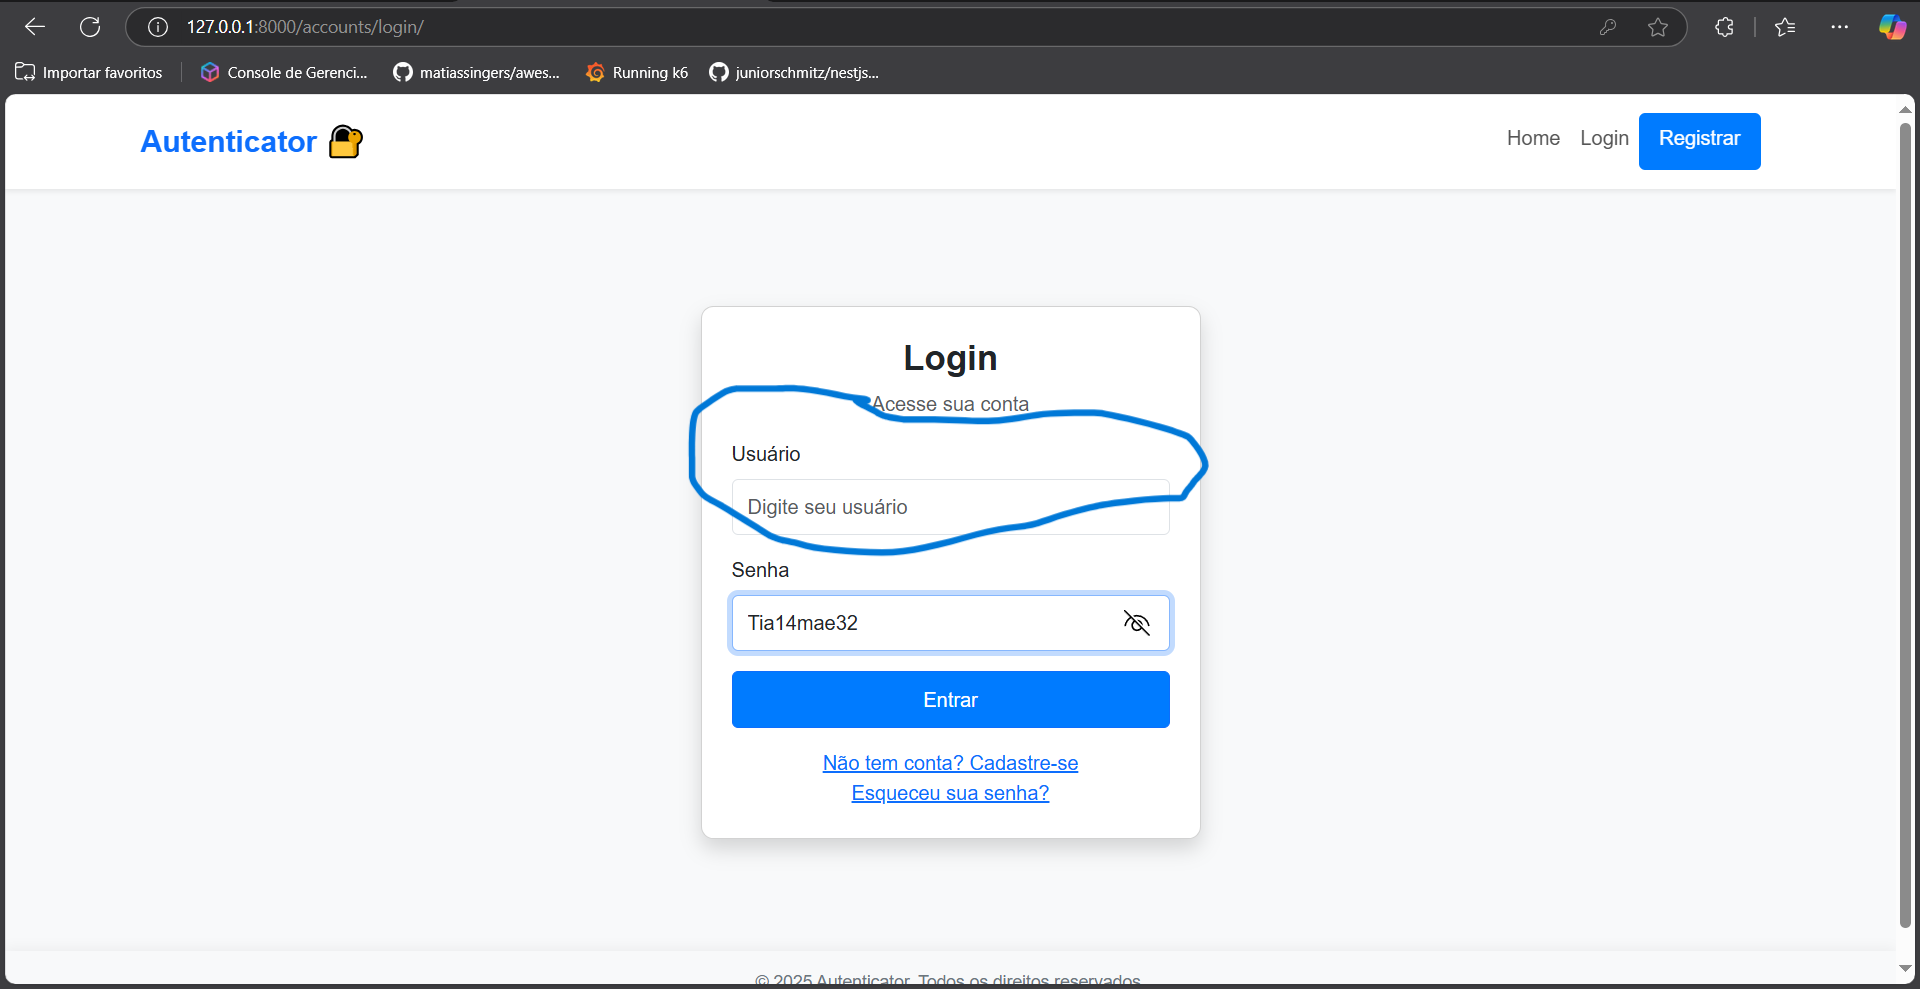 127.0.0.1:8000/accounts/login/
Importar favoritos
Console de Gerenci...
matiassingers/awes...
Running k6
juniorschmitz/nestjs...
Autenticator
Home
Login
Registrar
Login
Acesse sua conta
Usuário
Digite seu usuário
Senha
Tia14mae32
Entrar
Não tem conta? Cadastre-se
Esqueceu sua senha?
© 2025 Autenticator. Todos os direitos reservados.